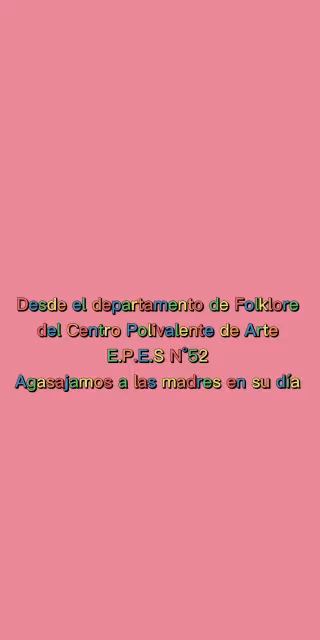 Desde el departamento de Folklore
del Centro Polivalente de Arte
E.P.E.S N°52
Agasajamos a las madres en su día